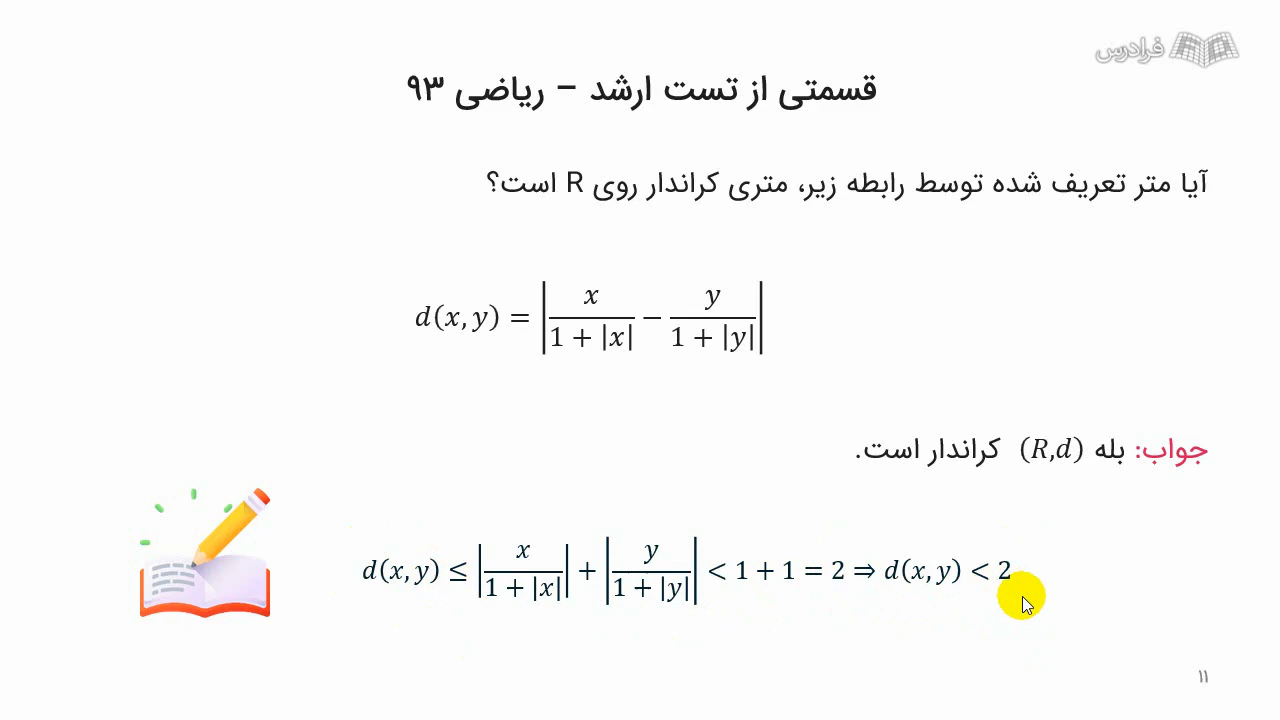 فرادرس
قسمتی از تست ارشد – ریاضی ۹۳
آیا متر تعریف شده توسط رابطه زیر، متری کراندار روی R است؟
d(x, y) = |x / (1 + |x|) − y / (1 + |y|)|
جواب: بله (R,d) کراندار است.
d(x, y) ≤ |x / (1 + |x|)| + |y / (1 + |y|)| < 1 + 1 = 2 ⇒ d(x, y) < 2
۱۱